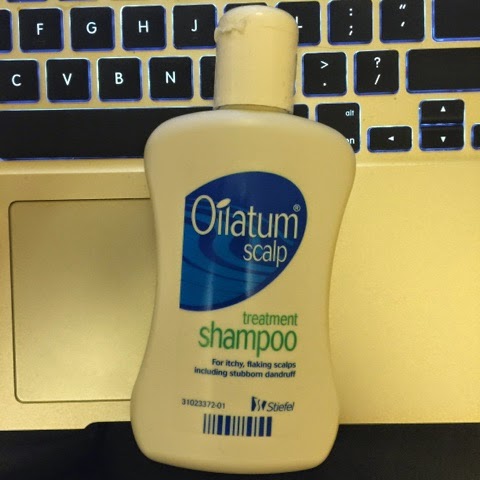 F G H J K L : ;
C V B N M < , > . ? /
Oilatum®
scalp
treatment
shampoo
For itchy, flaking scalps
including stubborn dandruff
31023372-01
Stiefel